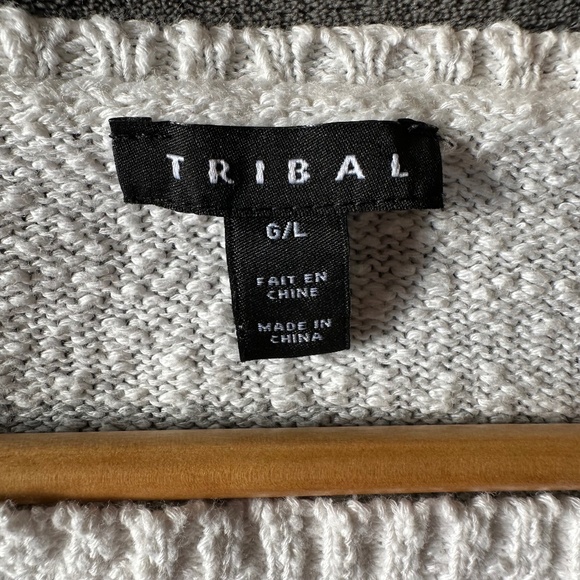 TRIBAL
G/L
FAIT EN
CHINE
MADE IN
CHINA